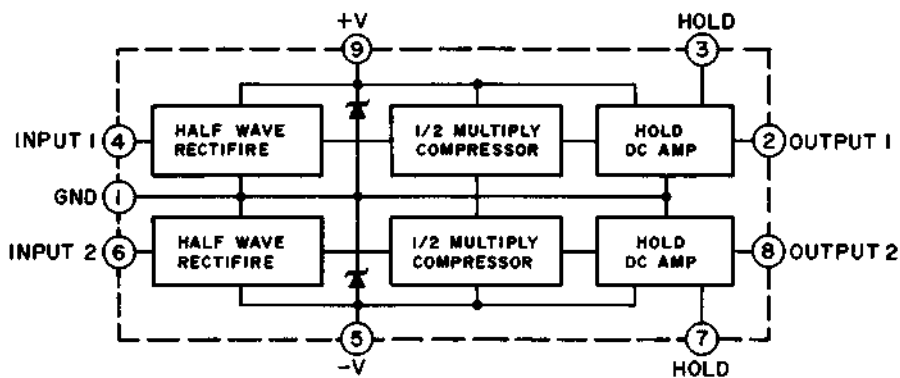 +V
HOLD
9
3
INPUT 1
4
HALF WAVE
RECTIFIRE
1/2 MULTIPLY
COMPRESSOR
HOLD
DC AMP
2
OUTPUT 1
GND
1
INPUT 2
6
HALF WAVE
RECTIFIRE
1/2 MULTIPLY
COMPRESSOR
HOLD
DC AMP
8
OUTPUT 2
5
7
-V
HOLD